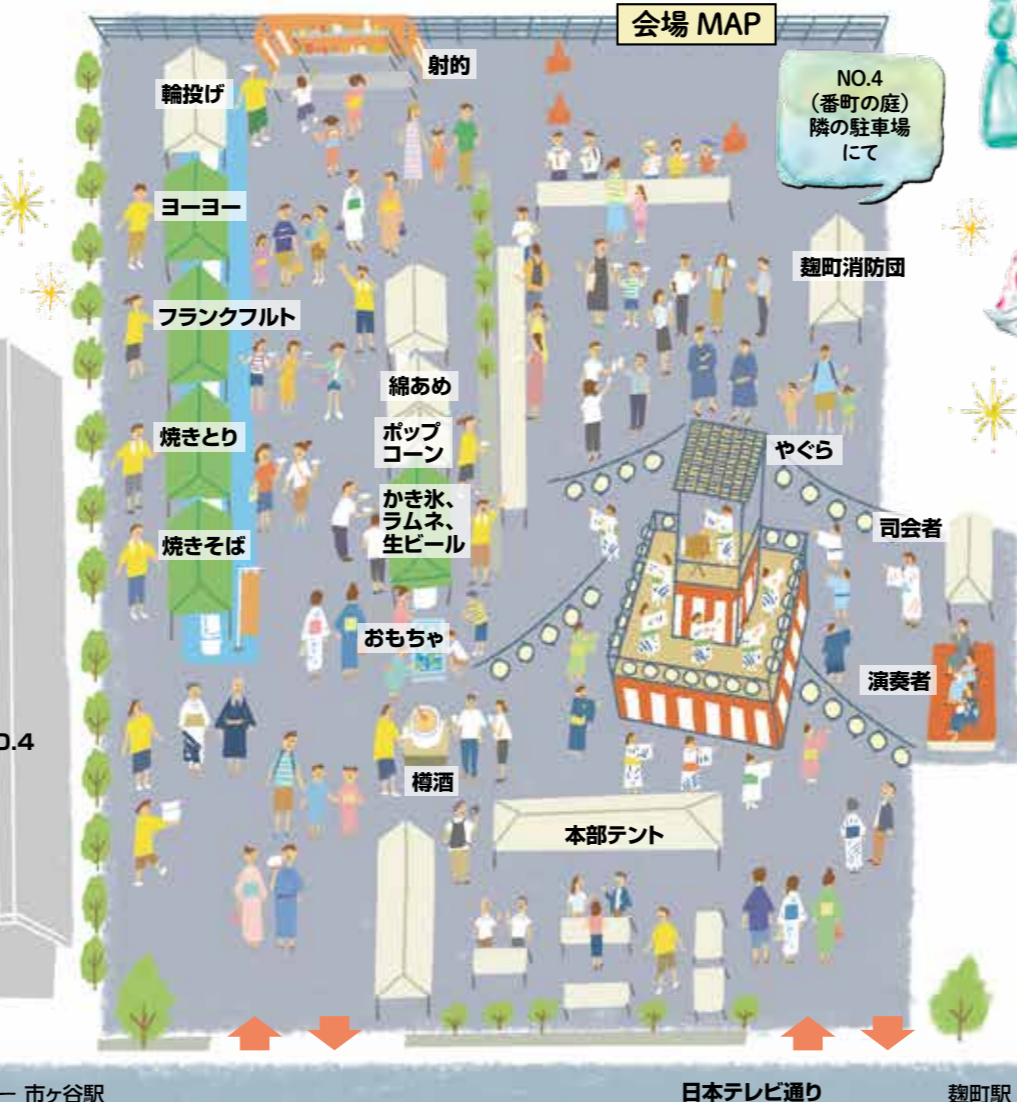 会場 MAP
NO.4
（番町の庭）
隣の駐車場
にて
射的
輪投げ
ヨーヨー
フランクフルト
焼きとり
焼きそば
綿あめ
ポップ
コーン
かき氷、
ラムネ、
生ビール
おもちゃ
樽酒
麹町消防団
やぐら
司会者
演奏者
本部テント
市ヶ谷駅
日本テレビ通り
麹町駅